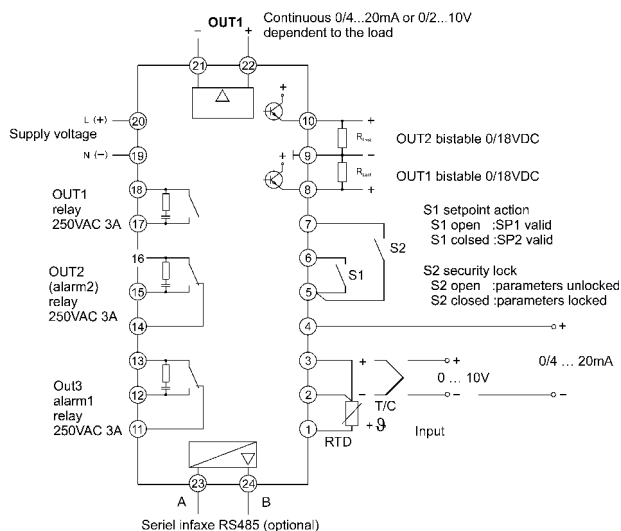 OUT1
Continuous 0/4...20mA or 0/2...10V
dependent to the load
− +
21 22
L (+) 20
Supply voltage
N (−) 19
OUT1
relay
250VAC 3A
18
17
OUT2
(alarm2)
relay
250VAC 3A
16
15
14
Out3
alarm1
relay
250VAC 3A
13
12
11
+ 10 +
OUT2 bistable 0/18VDC
+ 9 −
OUT1 bistable 0/18VDC
8 +
7
6
5
S1
S2
S1 setpoint action
S1 open :SP1 valid
S1 colsed :SP2 valid
S2 security lock
S2 open :parameters unlocked
S2 closed :parameters locked
4 +
3 + +
0/4 ... 20mA
0 ... 10V
2 − − −
T/C
1
RTD
+ϑ
Input
23 24
A B
Seriel infaxe RS485 (optional)